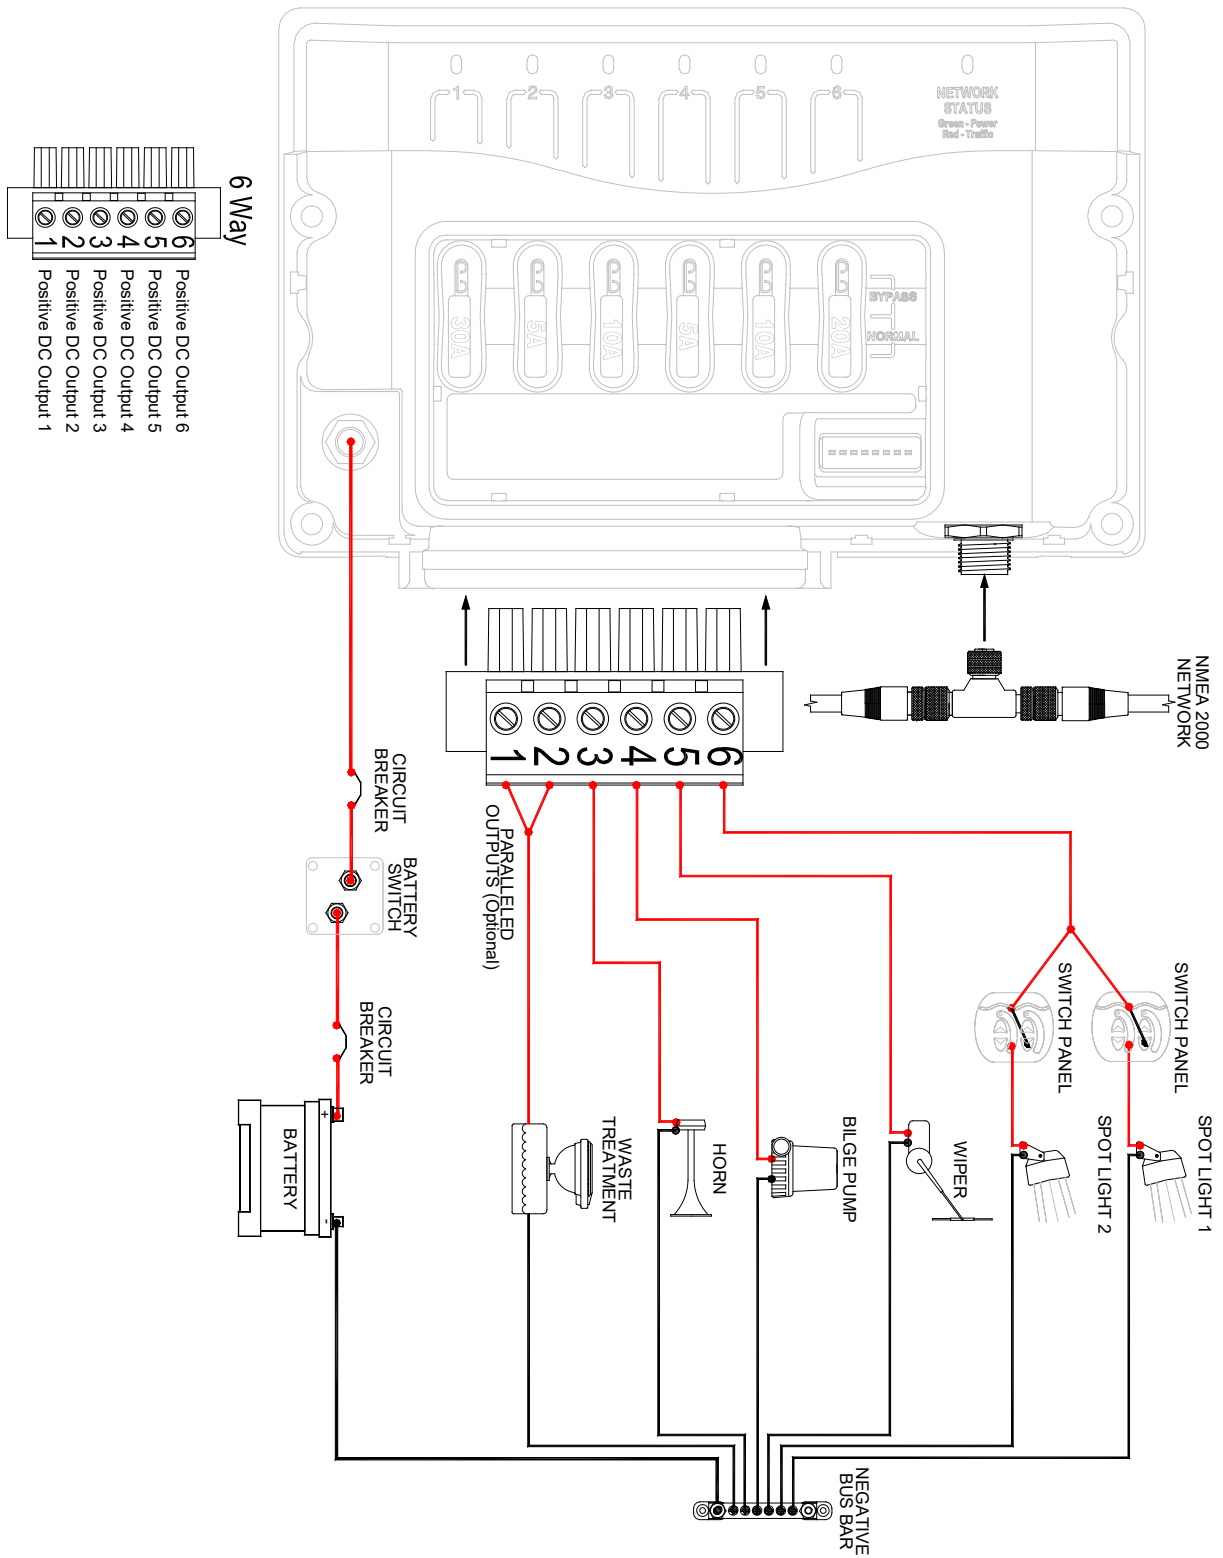 1
2
3
4
5
6
NETWORK
STATUS
Green - Power
Red - Traffic
6 Way
1
2
3
4
5
6
Positive DC Output 1
Positive DC Output 2
Positive DC Output 3
Positive DC Output 4
Positive DC Output 5
Positive DC Output 6
30A
5A
10A
5A
10A
20A
BYPASS
NORMAL
NMEA 2000
NETWORK
1
2
3
4
5
6
CIRCUIT
BREAKER
PARALLELED
OUTPUTS (Optional)
BATTERY
SWITCH
SWITCH PANEL
SWITCH PANEL
CIRCUIT
BREAKER
+
BATTERY
-
WASTE
TREATMENT
HORN
BILGE PUMP
WIPER
SPOT LIGHT 2
SPOT LIGHT 1
NEGATIVE
BUS BAR